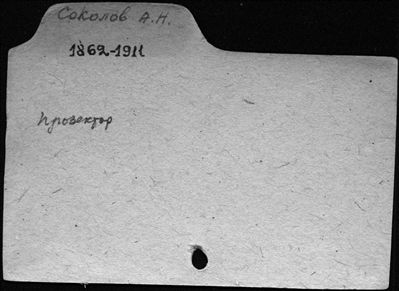 Соколов А.Н.
1862-1911
прозектор